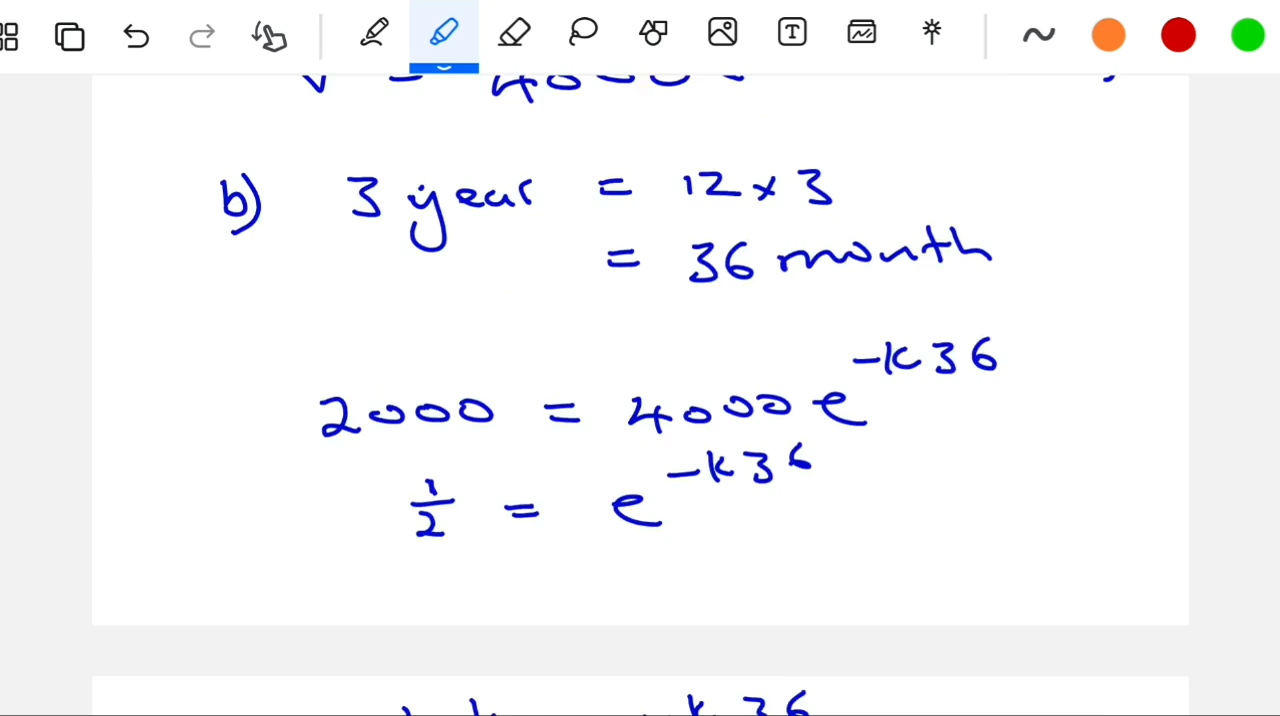 b) 3 year = 12 x 3
= 36 month
2000 = 4000 e^{-k36}
1/2 = e^{-k36}